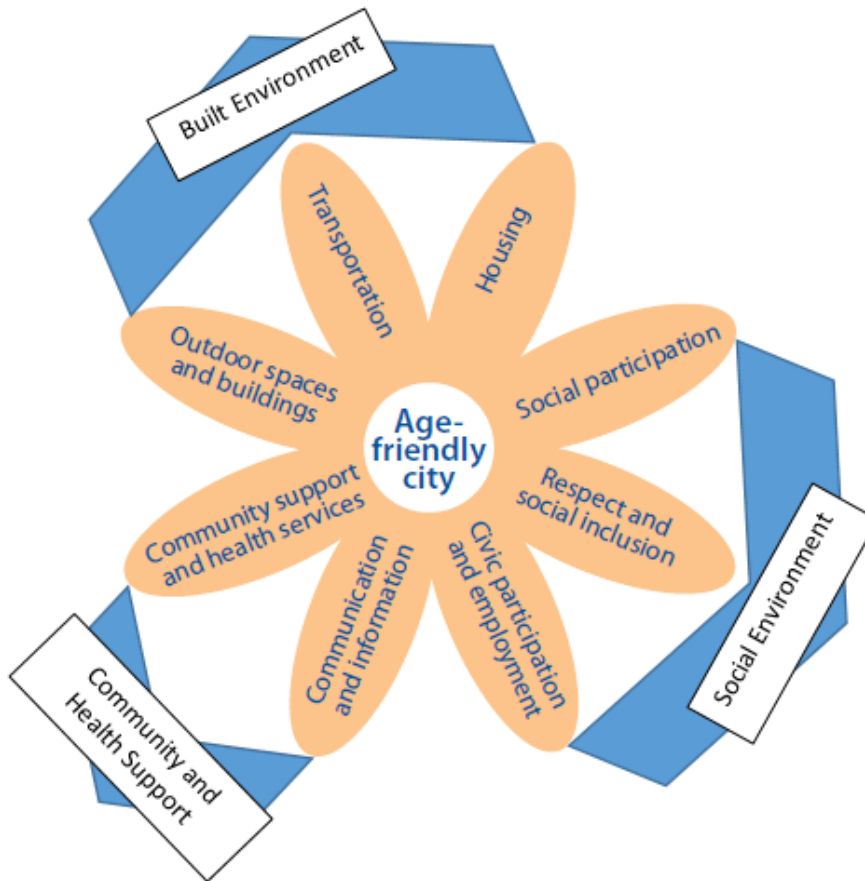 Built Environment
Transportation
Housing
Outdoor spaces
and buildings
Social participation
Age-
friendly
city
Community support
and health services
Respect and
social inclusion
Communication
and information
Civic participation
and employment
Social Environment
Community and
Health Support